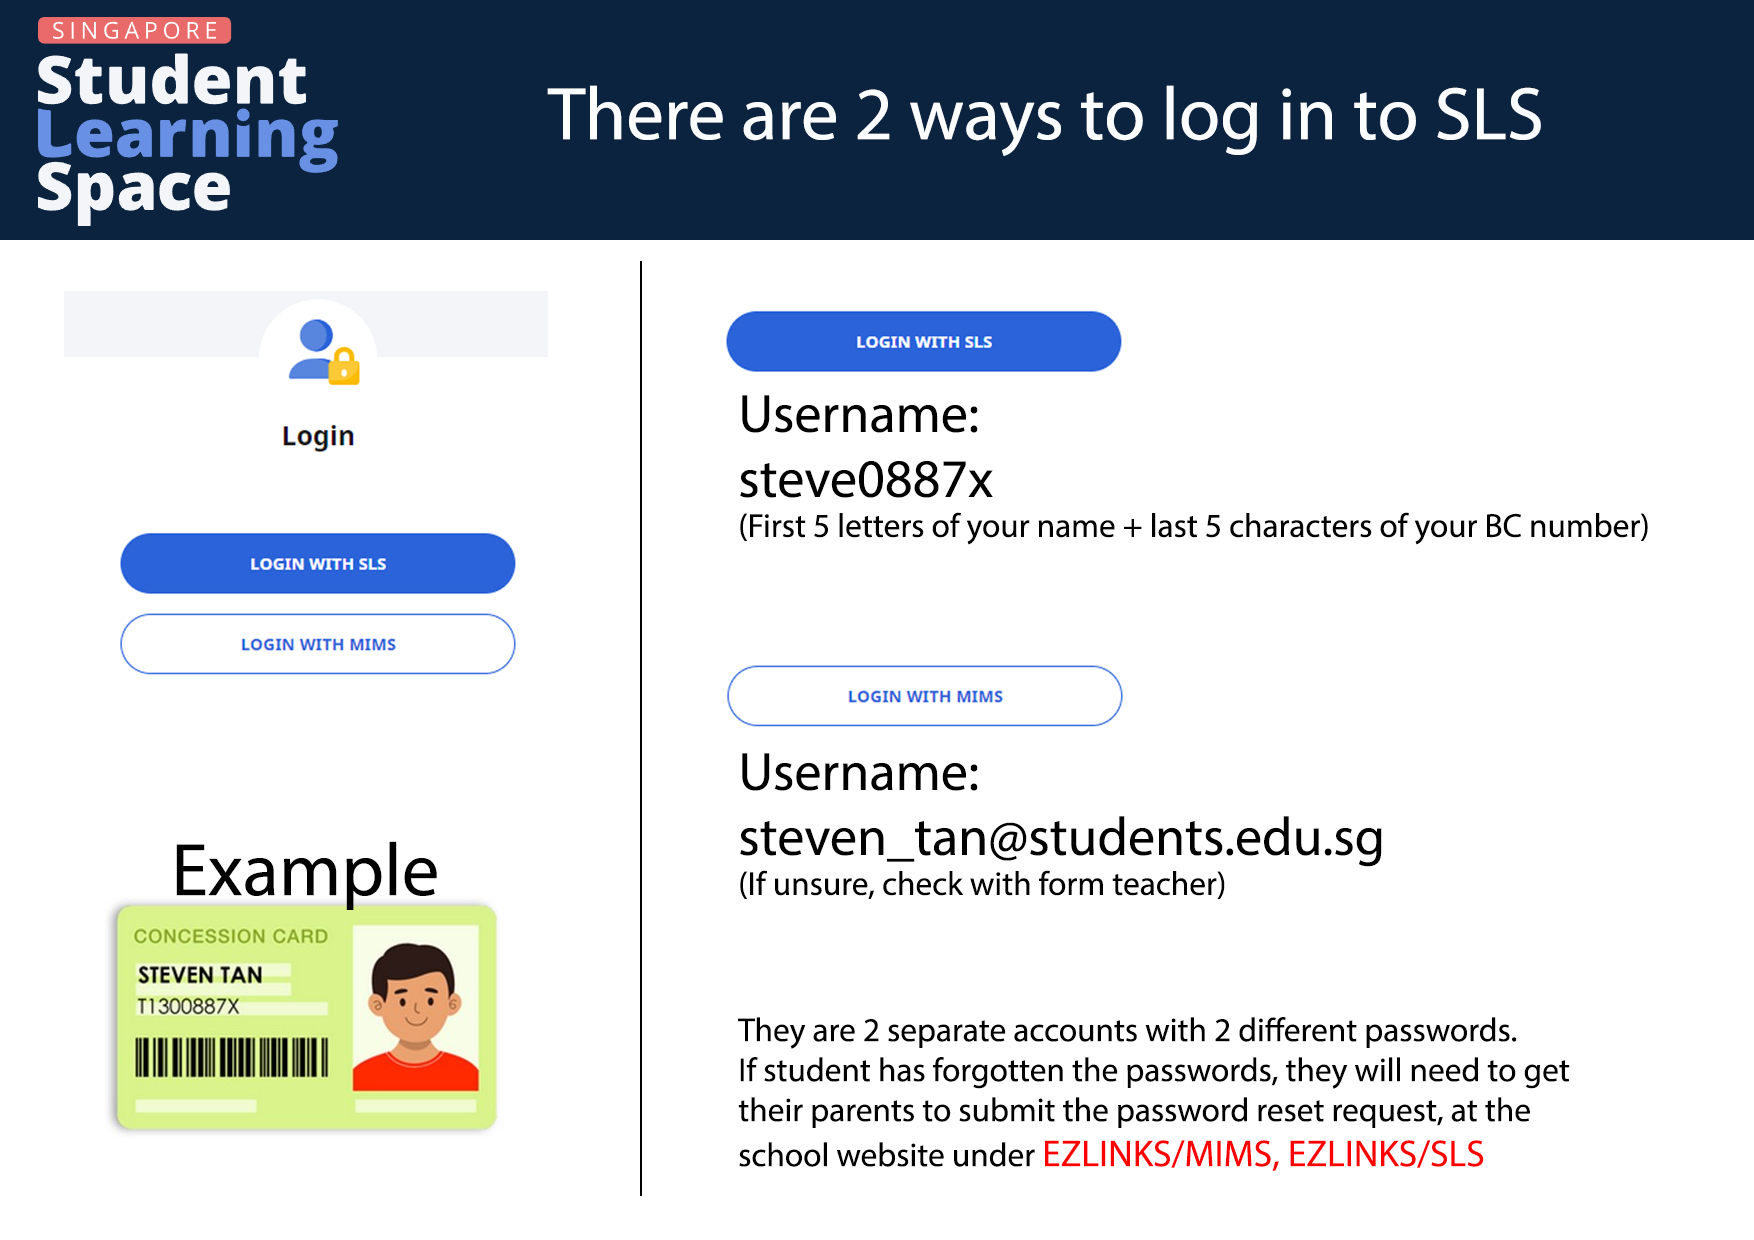 SINGAPORE
Student
Learning
Space
There are 2 ways to log in to SLS
Login
LOGIN WITH SLS
LOGIN WITH MIMS
Example
CONCESSION CARD
STEVEN TAN
T1300887X
LOGIN WITH SLS
Username:
steve0887x
(First 5 letters of your name + last 5 characters of your BC number)
LOGIN WITH MIMS
Username:
steven_tan@students.edu.sg
(If unsure, check with form teacher)
They are 2 separate accounts with 2 different passwords.
If student has forgotten the passwords, they will need to get
their parents to submit the password reset request, at the
school website under EZLINKS/MIMS, EZLINKS/SLS